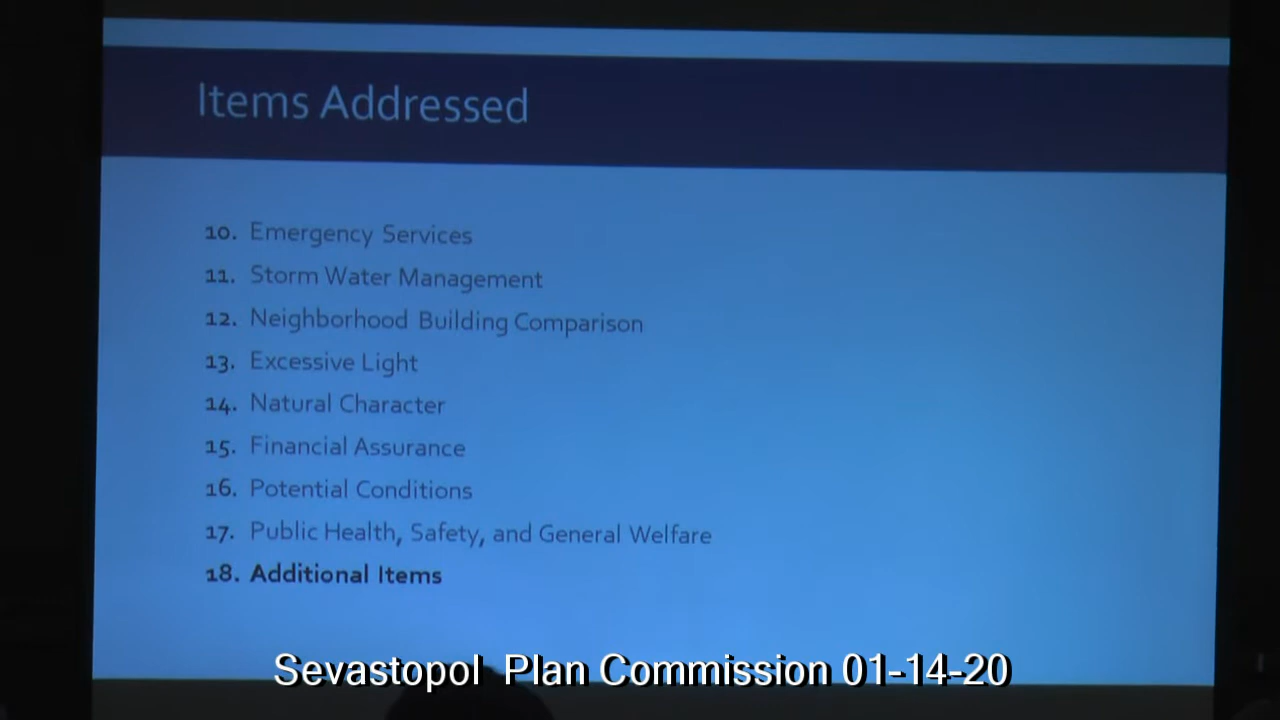 Items Addressed
10. Emergency Services
11. Storm Water Management
12. Neighborhood Building Comparison
13. Excessive Light
14. Natural Character
15. Financial Assurance
16. Potential Conditions
17. Public Health, Safety, and General Welfare
18. Additional Items
Sevastopol Plan Commission 01-14-20